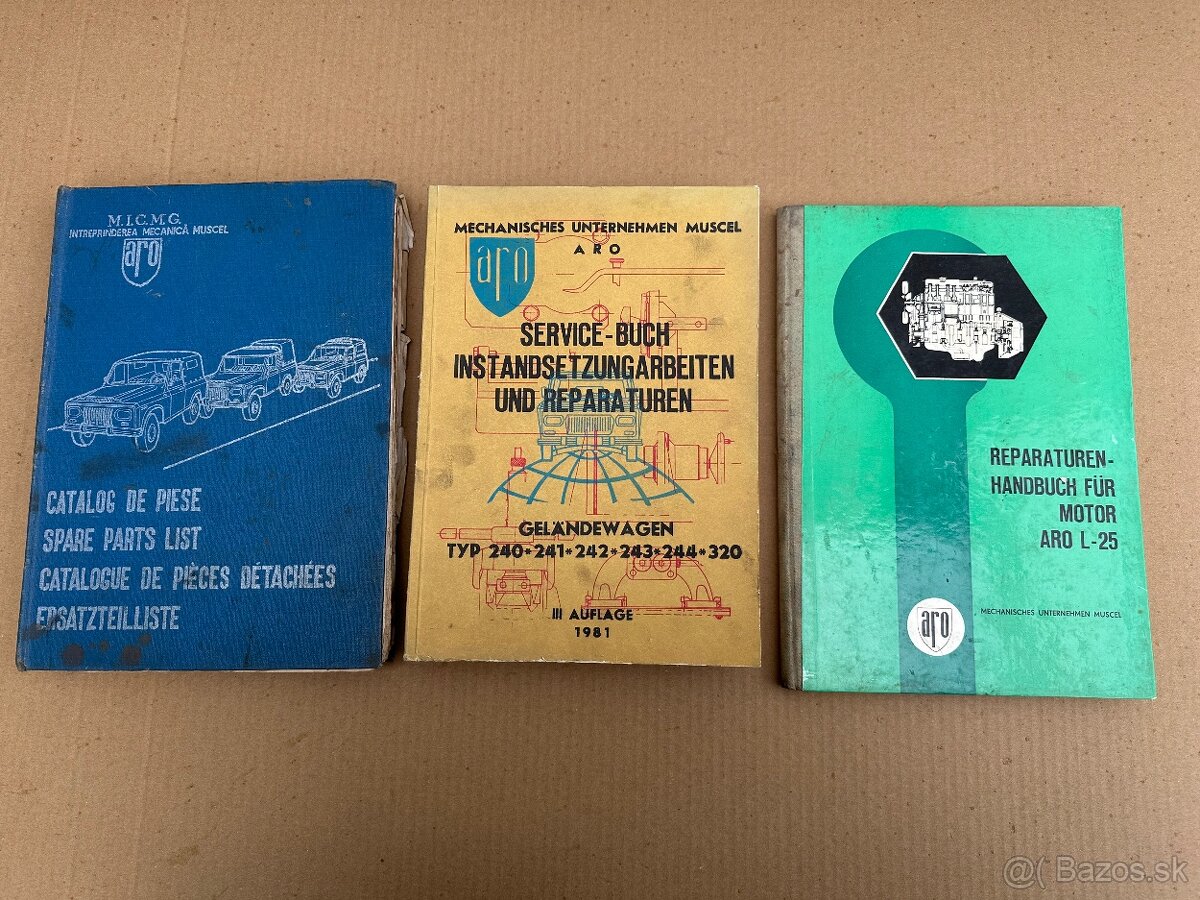 M.I.C.M.G.
INTREPRINDEREA MECANICĂ MUSCEL
aro
CATALOG DE PIESE
SPARE PARTS LIST
CATALOGUE DE PIÈCES DÉTACHÉES
ERSATZTEILLISTE
MECHANISCHES UNTERNEHMEN MUSCEL
ARO
aro
SERVICE-BUCH
INSTANDSETZUNGARBEITEN
UND REPARATUREN
GELÄNDEWAGEN
TYP 240*241*242*243*244*320
III AUFLAGE
1981
REPARATUREN-
HANDBUCH FÜR
MOTOR
ARO L-25
aro
MECHANISCHES UNTERNEHMEN MUSCEL
Bazos.sk